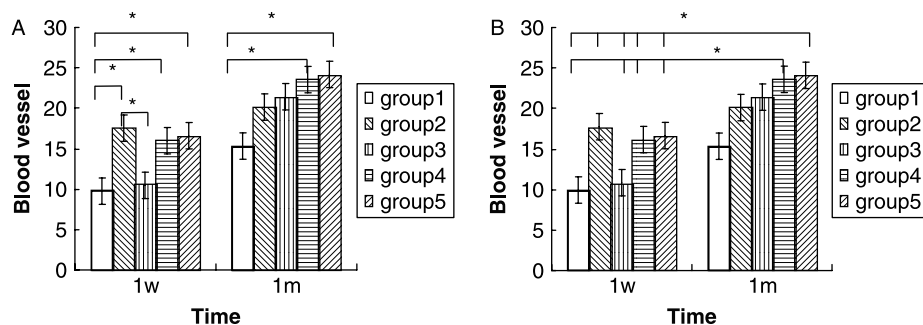 A
*
*
*
*
*
*
Blood vessel
30
25
20
15
10
5
0
1w
1m
Time
group1
group2
group3
group4
group5
B
*
*
Blood vessel
30
25
20
15
10
5
0
1w
1m
Time
group1
group2
group3
group4
group5